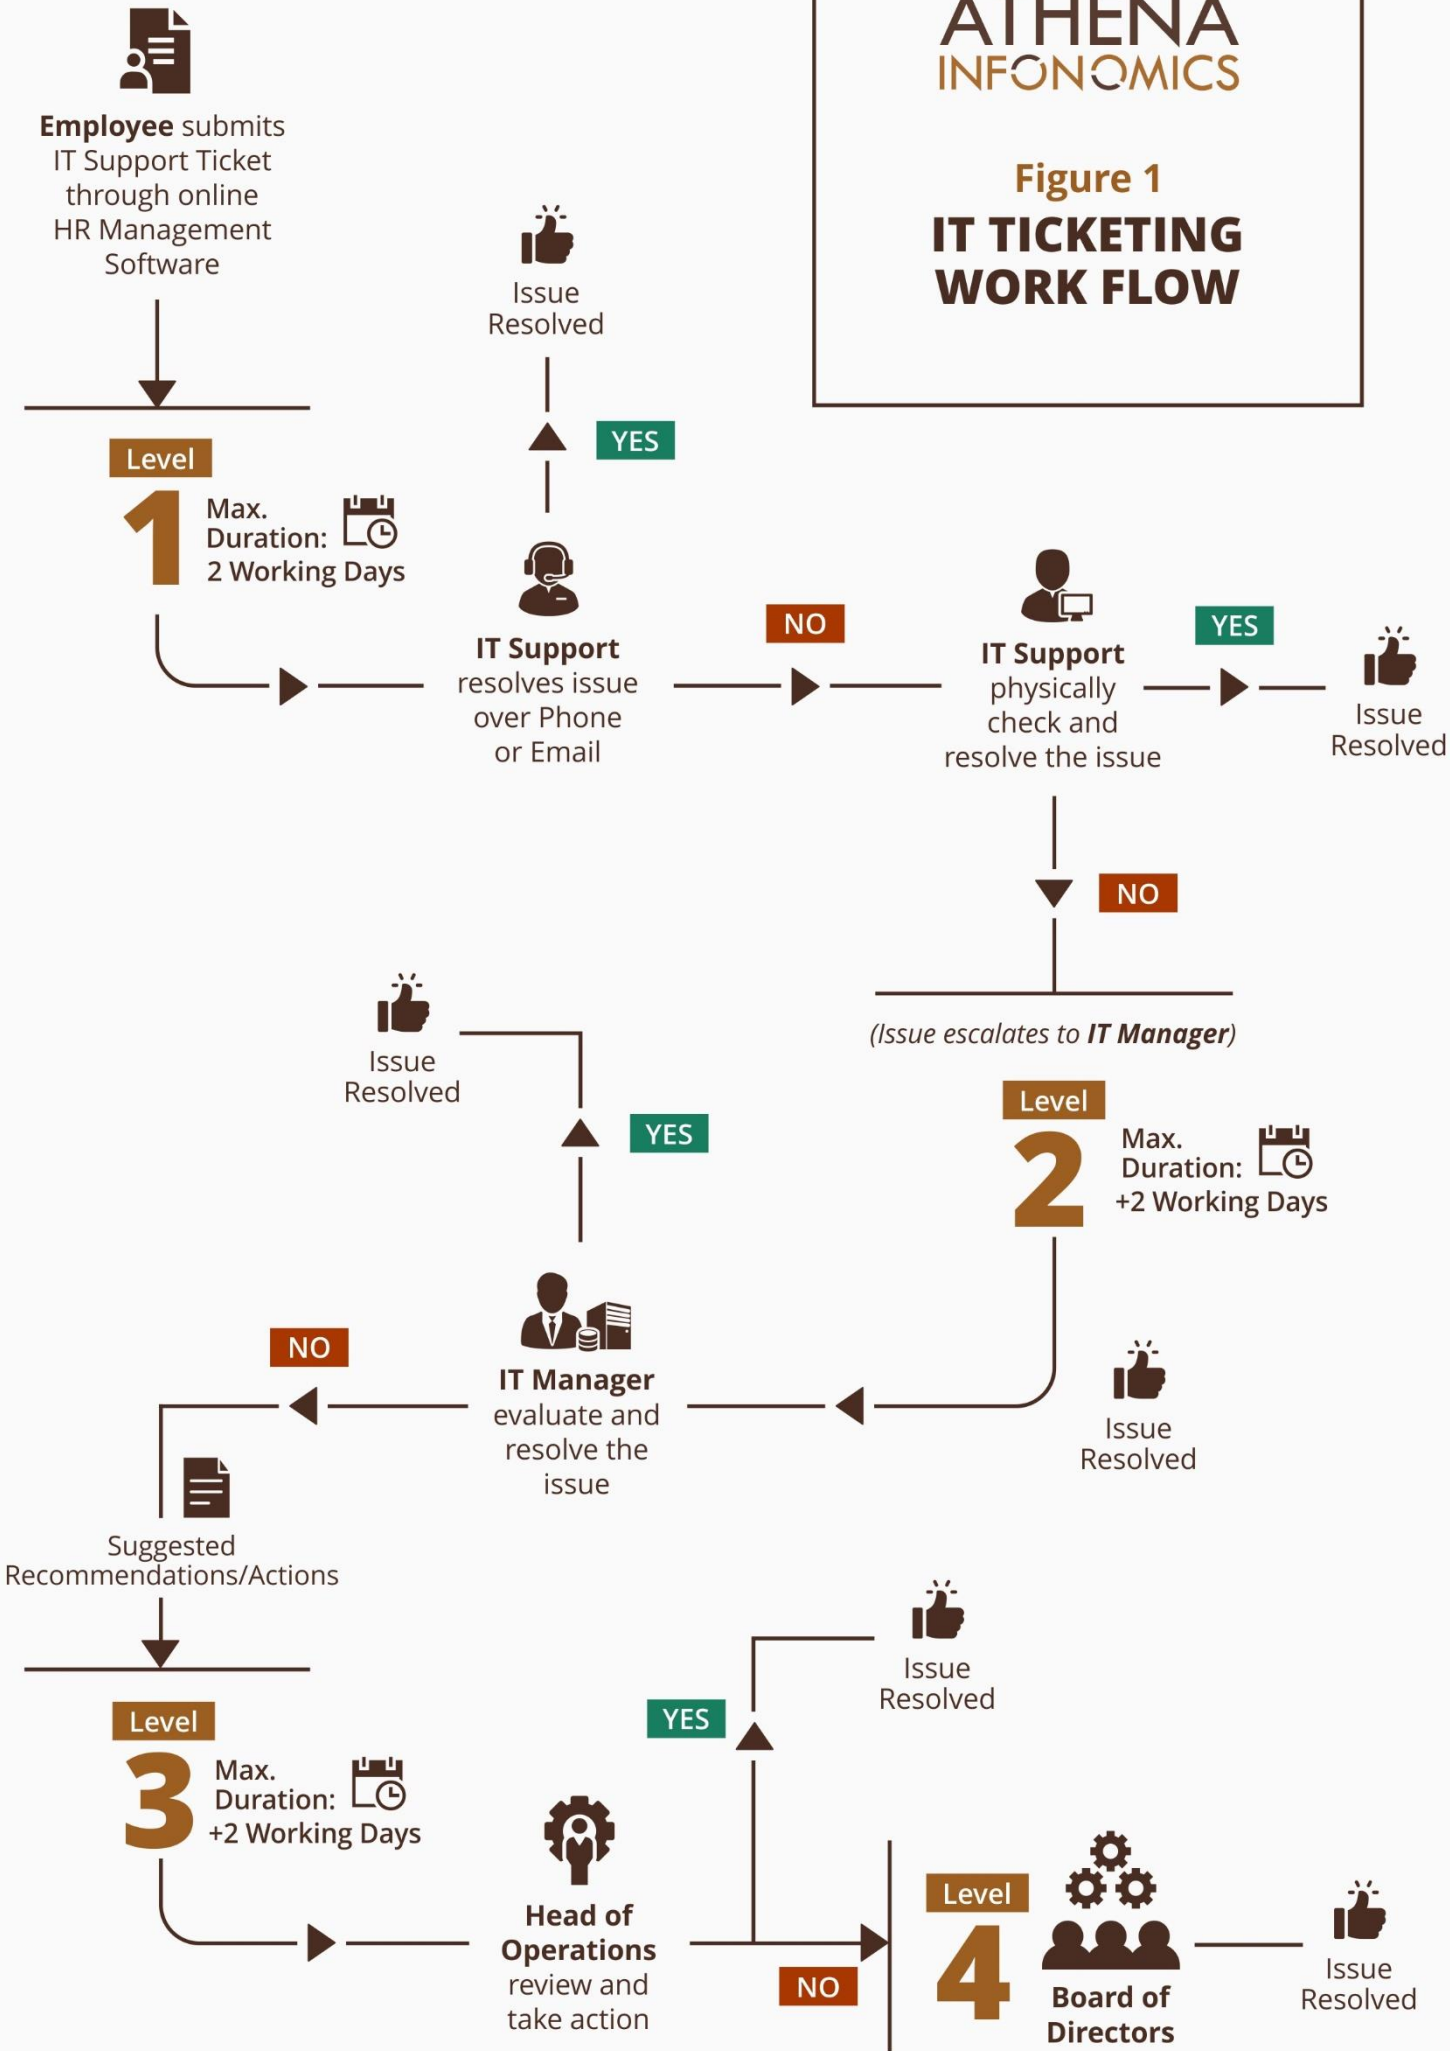 ATHENA
INFONOMICS
Figure 1
IT TICKETING
WORK FLOW
Employee submits
IT Support Ticket
through online
HR Management
Software
Level
1
Max.
Duration:
2 Working Days
Issue
Resolved
YES
IT Support
resolves issue
over Phone
or Email
NO
IT Support
physically
check and
resolve the issue
YES
Issue
Resolved
NO
(Issue escalates to IT Manager)
Level
2
Max.
Duration:
+2 Working Days
Issue
Resolved
Issue
Resolved
YES
IT Manager
evaluate and
resolve the
issue
NO
Suggested
Recommendations/Actions
Level
3
Max.
Duration:
+2 Working Days
Head of
Operations
review and
take action
YES
Issue
Resolved
NO
Level
4
Board of
Directors
Issue
Resolved